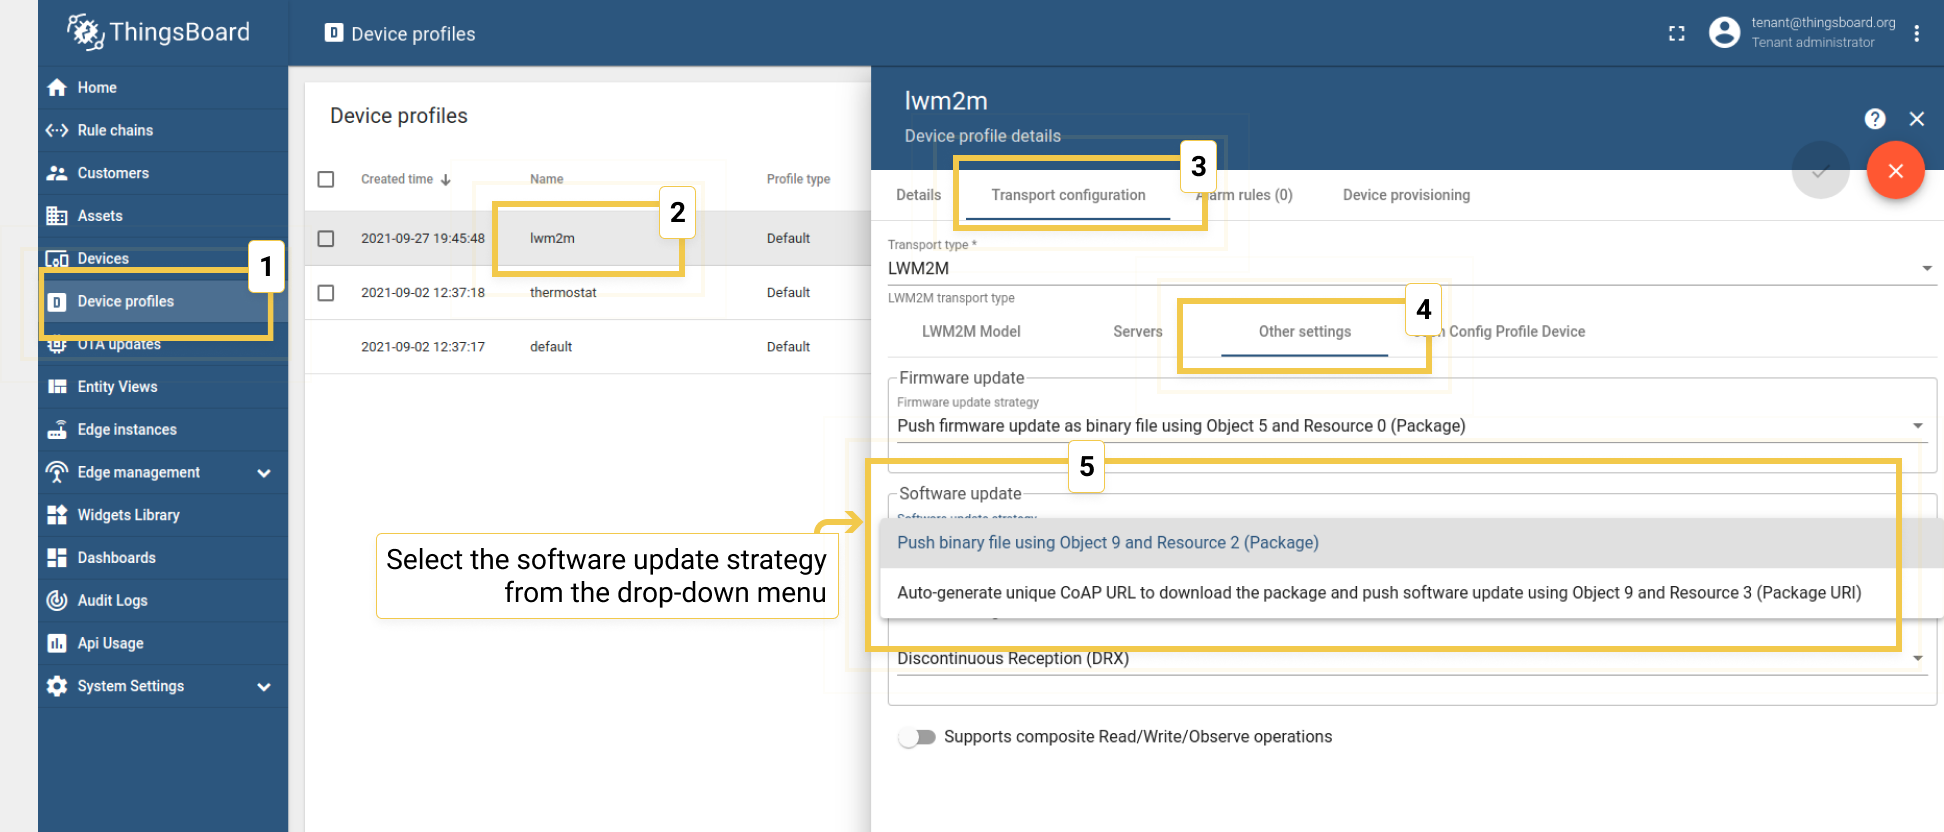 ThingsBoard
Device profiles
tenant@thingsboard.org
Tenant administrator
Home
Rule chains
Customers
Assets
Devices
1
Device profiles
OTA updates
Entity Views
Edge instances
Edge management
Widgets Library
Dashboards
Audit Logs
Api Usage
System Settings
Device profiles
Created time Name Profile type
2
2021-09-27 19:45:48 lwm2m Default
2021-09-02 12:37:18 thermostat Default
2021-09-02 12:37:17 default Default
Select the software update strategy
from the drop-down menu
lwm2m
Device profile details
3
Details Transport configuration Alarm rules (0) Device provisioning
Transport type *
LWM2M
LWM2M transport type
4
LWM2M Model Servers Other settings Config Profile Device
Firmware update
Firmware update strategy
Push firmware update as binary file using Object 5 and Resource 0 (Package)
5
Software update
Software update strategy
Push binary file using Object 9 and Resource 2 (Package)
Auto-generate unique CoAP URL to download the package and push software update using Object 9 and Resource 3 (Package URI)
Discontinuous Reception (DRX)
Supports composite Read/Write/Observe operations